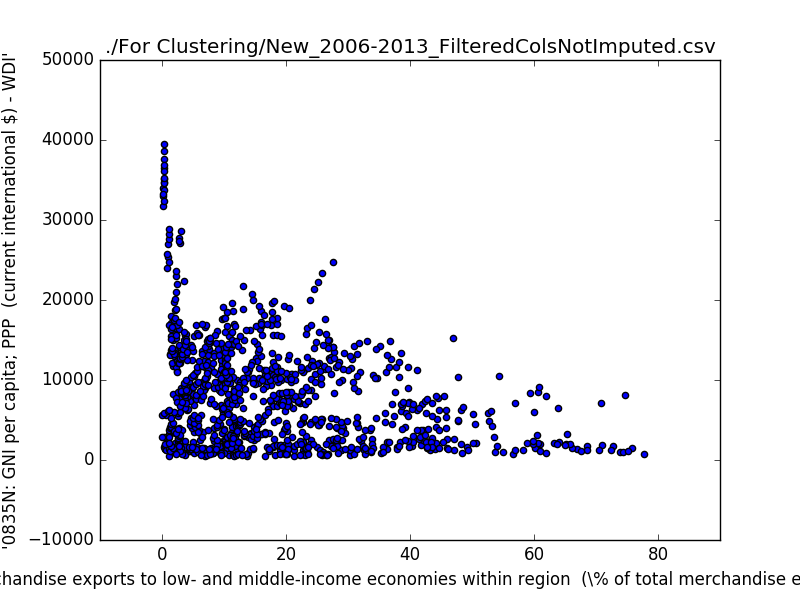 ./For Clustering/New_2006-2013_FilteredColsNotImputed.csv
'0835N: GNI per capita; PPP (current international $) - WDI'
50000
40000
30000
20000
10000
0
−10000
0 20 40 60 80
chandise exports to low- and middle-income economies within region (\% of total merchandise e